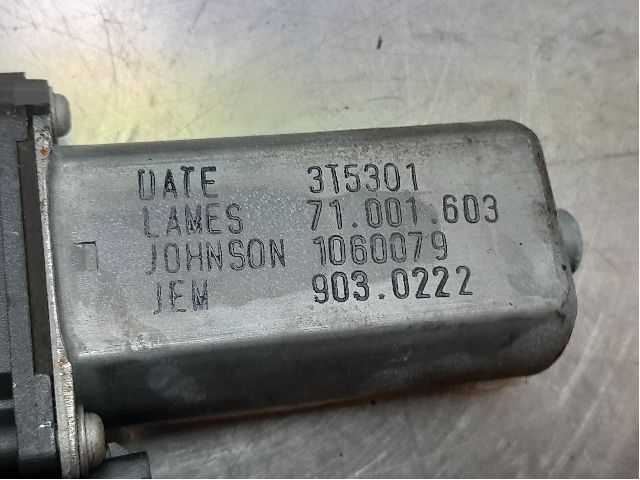 DATE 3T5301
LAMES 71.001.603
JOHNSON 1060079
JEM 903.0222